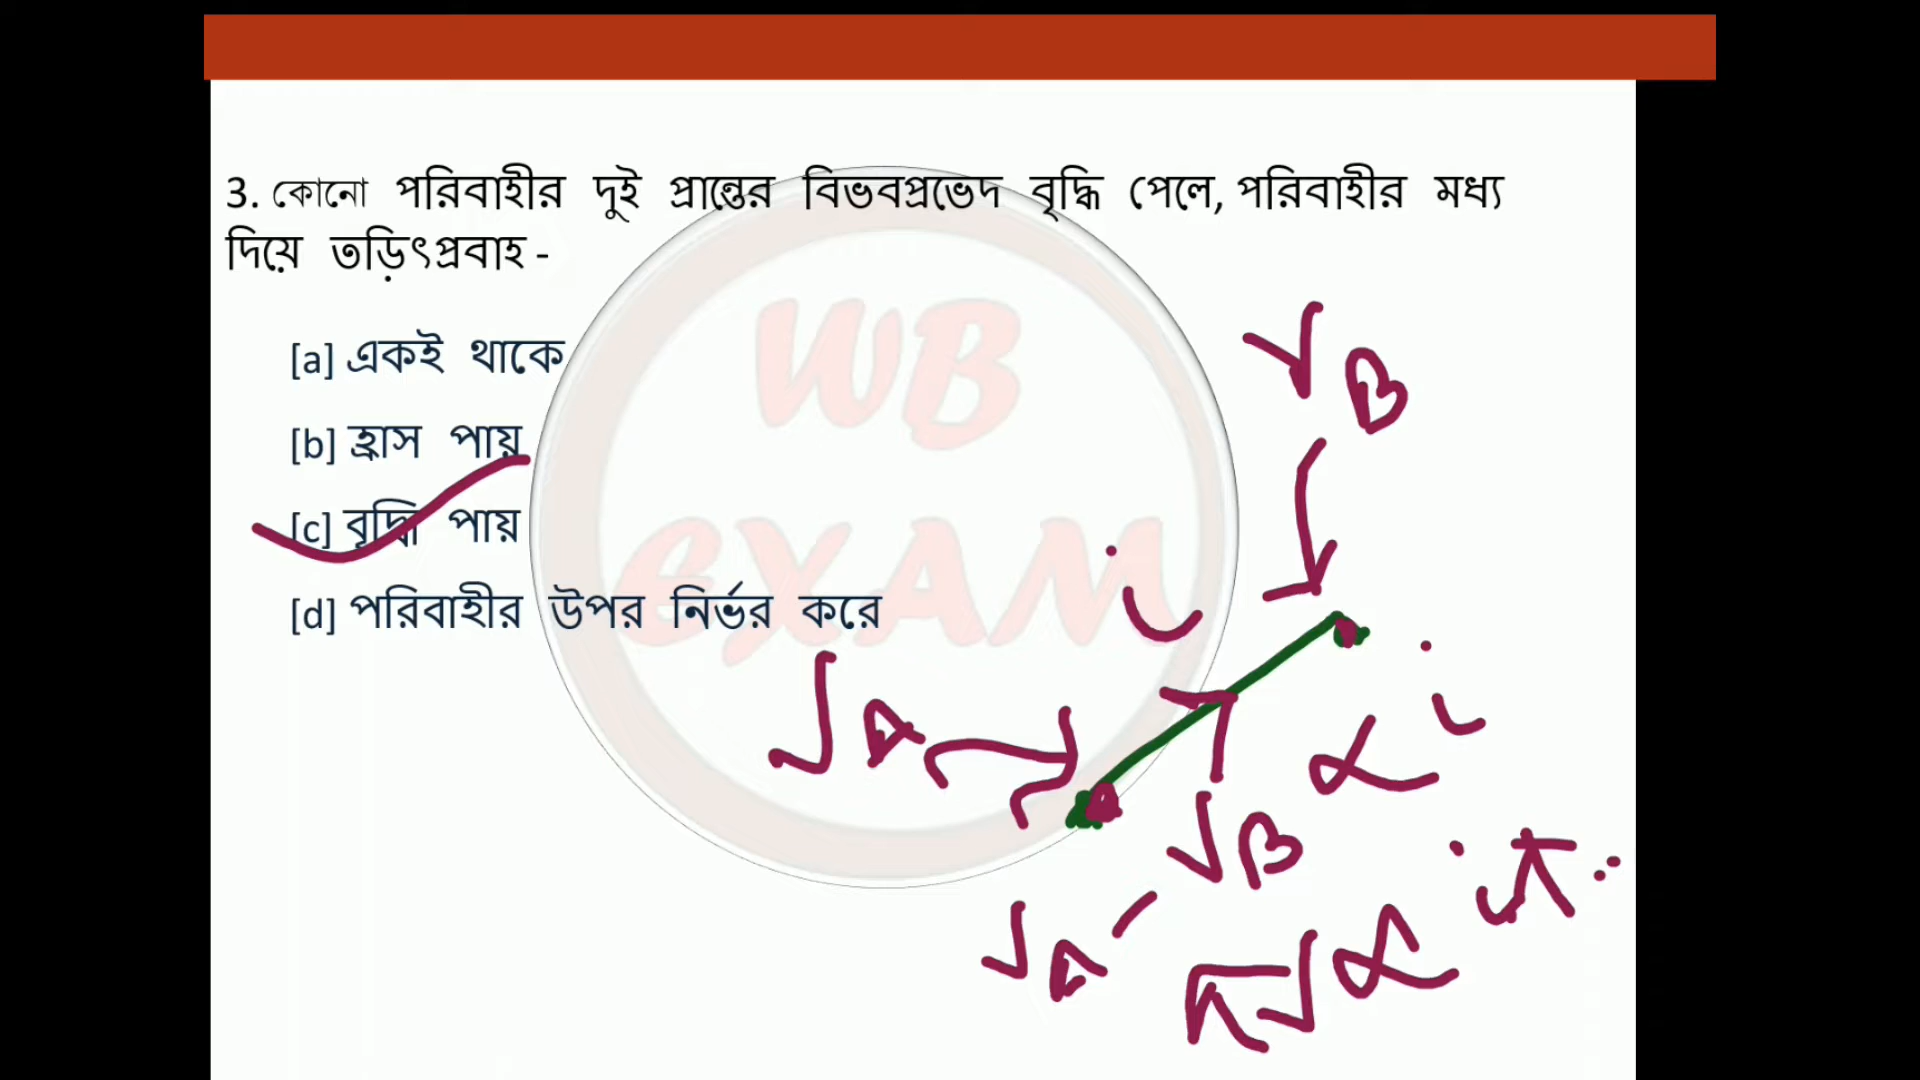 3. কোনো পরিবাহীর দুই প্রান্তের বিভবপ্রভেদ বৃদ্ধি পেলে, পরিবাহীর মধ্য
দিয়ে তড়িৎপ্রবাহ -
[a] একই থাকে
[b] হ্রাস পায়
[c] বৃদ্ধি পায়
[d] পরিবাহীর উপর নির্ভর করে
WB
EXAM
V B
i
V A
V A - V B ∝ i
↑ V ∝ i ↑